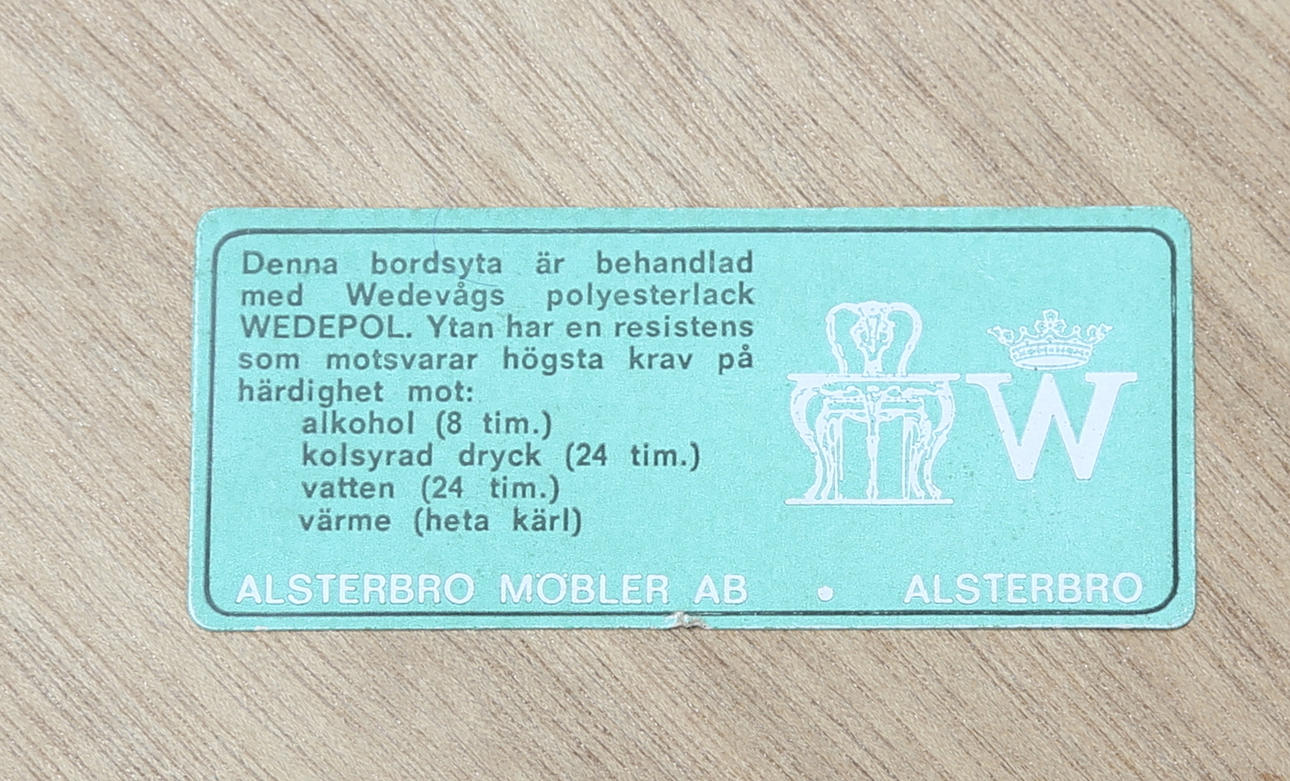 Denna bordsyta är behandlad
med Wedevågs polyesterlack
WEDEPOL. Ytan har en resistens
som motsvarar högsta krav på
härdighet mot:
alkohol (8 tim.)
kolsyrad dryck (24 tim.)
vatten (24 tim.)
värme (heta kärl)
W
ALSTERBRO MÖBLER AB • ALSTERBRO